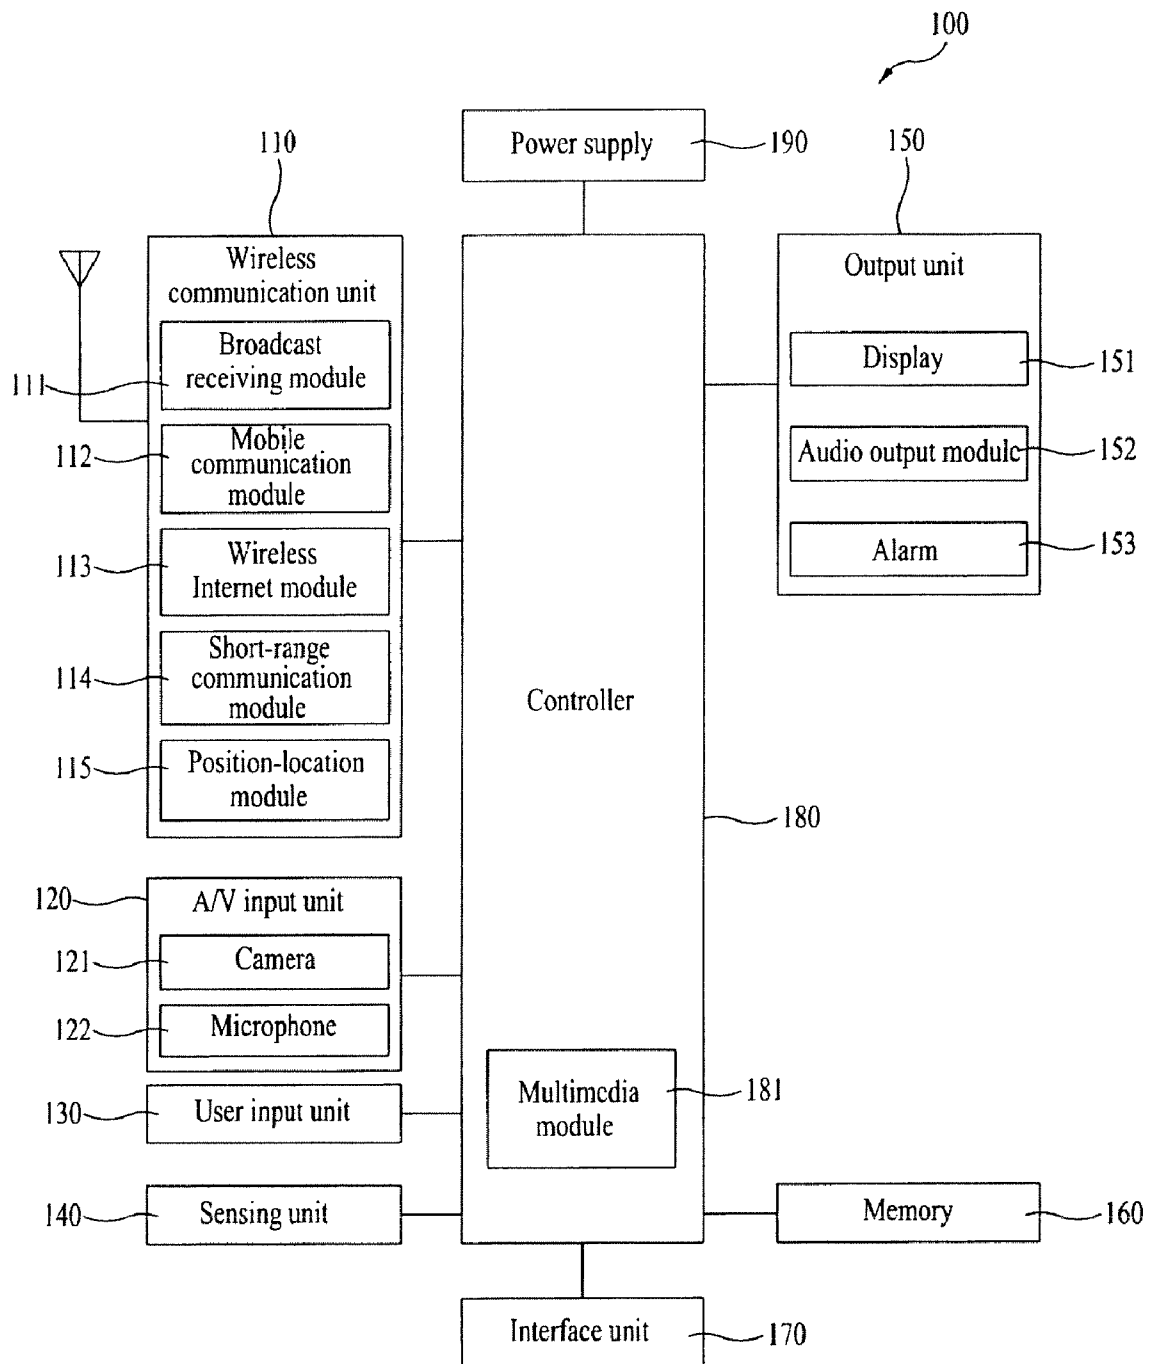 100
Power supply
190
110
150
Wireless
communication unit
Broadcast
receiving module
111
Mobile
communication
module
112
Wireless
Internet module
113
Short-range
communication
module
114
Position-location
module
115
Output unit
Display
151
Audio output module
152
Alarm
153
Controller
180
120
A/V input unit
121
Camera
122
Microphone
130
User input unit
Multimedia
module
181
140
Sensing unit
Memory
160
Interface unit
170